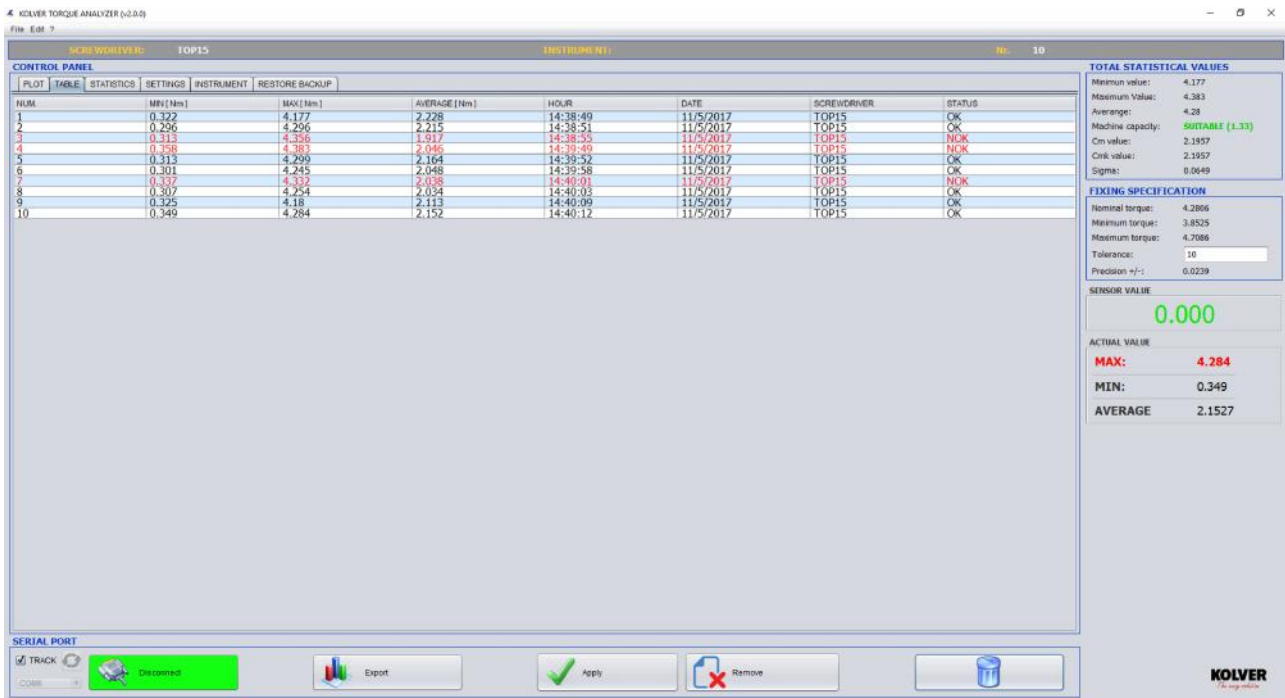 KOLVER TORQUE ANALYZER (v2.0.0)
File Edit ?
SCREWDRIVER: TOP15 INSTRUMENT: Nr. 10
CONTROL PANEL
PLOT TABLE STATISTICS SETTINGS INSTRUMENT RESTORE BACKUP
NUM. MIN [ Nm ] MAX [ Nm ] AVERAGE [ Nm ] HOUR DATE SCREWDRIVER STATUS
1 0.322 4.177 2.228 14:38:49 11/5/2017 TOP15 OK
2 0.296 4.296 2.215 14:38:51 11/5/2017 TOP15 OK
3 0.313 4.356 1.917 14:38:55 11/5/2017 TOP15 NOK
4 0.358 4.383 2.046 14:39:49 11/5/2017 TOP15 NOK
5 0.313 4.299 2.164 14:39:52 11/5/2017 TOP15 OK
6 0.301 4.245 2.048 14:39:58 11/5/2017 TOP15 OK
7 0.337 4.332 2.038 14:40:01 11/5/2017 TOP15 NOK
8 0.307 4.254 2.034 14:40:03 11/5/2017 TOP15 OK
9 0.325 4.18 2.113 14:40:09 11/5/2017 TOP15 OK
10 0.349 4.284 2.152 14:40:12 11/5/2017 TOP15 OK
TOTAL STATISTICAL VALUES
Minimun value: 4.177
Maximum Value: 4.383
Averange: 4.28
Machine capacity: SUITABLE (1.33)
Cm value: 2.1957
Cmk value: 2.1957
Sigma: 0.0649
FIXING SPECIFICATION
Nominal torque: 4.2806
Minimum torque: 3.8525
Maximum torque: 4.7086
Tolerance: 10
Precision +/-: 0.0239
SENSOR VALUE
0.000
ACTUAL VALUE
MAX: 4.284
MIN: 0.349
AVERAGE 2.1527
SERIAL PORT
TRACK
Disconnect
Export
Apply
Remove
KOLVER